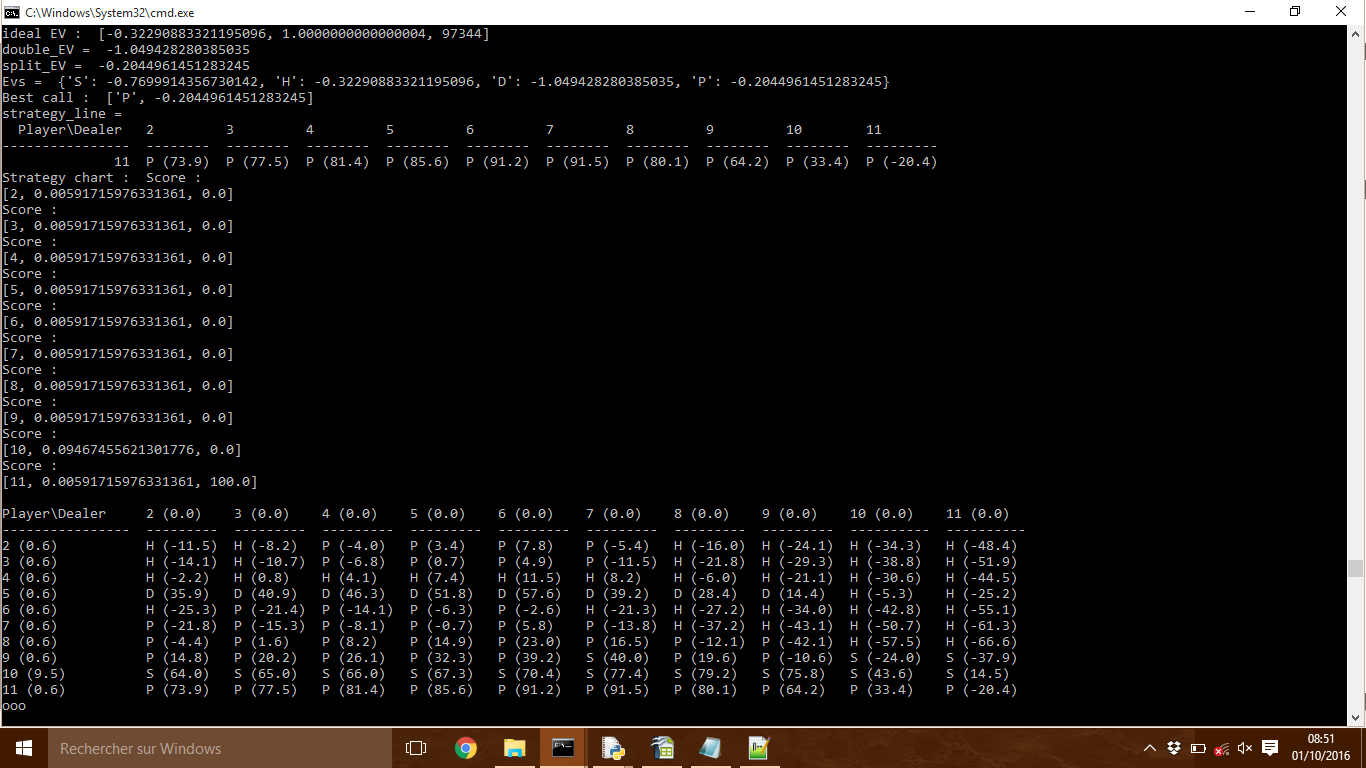 C:\Windows\System32\cmd.exe
ideal EV :  [-0.32290883321195096, 1.0000000000000004, 97344]
double_EV =  -1.049428280385035
split_EV =  -0.2044961451283245
Evs =  {'S': -0.7699914356730142, 'H': -0.32290883321195096, 'D': -1.049428280385035, 'P': -0.2044961451283245}
Best call :  ['P', -0.2044961451283245]
strategy_line =
Player\Dealer   2         3         4         5         6         7         8         9         10        11
----------------  --------  --------  --------  --------  --------  --------  --------  --------  --------  ---------
11  P (73.9)  P (77.5)  P (81.4)  P (85.6)  P (91.2)  P (91.5)  P (80.1)  P (64.2)  P (33.4)  P (-20.4)
Strategy chart :  Score :
[2, 0.00591715976331361, 0.0]
Score :
[3, 0.00591715976331361, 0.0]
Score :
[4, 0.00591715976331361, 0.0]
Score :
[5, 0.00591715976331361, 0.0]
Score :
[6, 0.00591715976331361, 0.0]
Score :
[7, 0.00591715976331361, 0.0]
Score :
[8, 0.00591715976331361, 0.0]
Score :
[9, 0.00591715976331361, 0.0]
Score :
[10, 0.09467455621301776, 0.0]
Score :
[11, 0.00591715976331361, 100.0]
Player\Dealer     2 (0.0)    3 (0.0)    4 (0.0)    5 (0.0)    6 (0.0)    7 (0.0)    8 (0.0)    9 (0.0)    10 (0.0)    11 (0.0)
----------------  ---------  ---------  ---------  ---------  ---------  ---------  ---------  ---------  ----------  ----------
2 (0.6)           H (-11.5)  H (-8.2)   P (-4.0)   P (3.4)    P (7.8)    P (-5.4)   H (-16.0)  H (-24.1)  H (-34.3)   H (-48.4)
3 (0.6)           H (-14.1)  H (-10.7)  P (-6.8)   P (0.7)    P (4.9)    P (-11.5)  H (-21.8)  H (-29.3)  H (-38.8)   H (-51.9)
4 (0.6)           H (-2.2)   H (0.8)    H (4.1)    H (7.4)    H (11.5)   H (8.2)    H (-6.0)   H (-21.1)  H (-30.6)   H (-44.5)
5 (0.6)           D (35.9)   D (40.9)   D (46.3)   D (51.8)   D (57.6)   D (39.2)   D (28.4)   D (14.4)   H (-5.3)    H (-25.2)
6 (0.6)           H (-25.3)  P (-21.4)  P (-14.1)  P (-6.3)   P (-2.6)   H (-21.3)  H (-27.2)  H (-34.0)  H (-42.8)   H (-55.1)
7 (0.6)           P (-21.8)  P (-15.3)  P (-8.1)   P (-0.7)   P (5.8)    P (-13.8)  H (-37.2)  H (-43.1)  H (-50.7)   H (-61.3)
8 (0.6)           P (-4.4)   P (1.6)    P (8.2)    P (14.9)   P (23.0)   P (16.5)   P (-12.1)  P (-42.1)  H (-57.5)   H (-66.6)
9 (0.6)           P (14.8)   P (20.2)   P (26.1)   P (32.3)   P (39.2)   S (40.0)   P (19.6)   P (-10.6)  S (-24.0)   S (-37.9)
10 (9.5)          S (64.0)   S (65.0)   S (66.0)   S (67.3)   S (70.4)   S (77.4)   S (79.2)   S (75.8)   S (43.6)    S (14.5)
11 (0.6)          P (73.9)   P (77.5)   P (81.4)   P (85.6)   P (91.2)   P (91.5)   P (80.1)   P (64.2)   P (33.4)    P (-20.4)
ooo
Rechercher sur Windows
08:51
01/10/2016